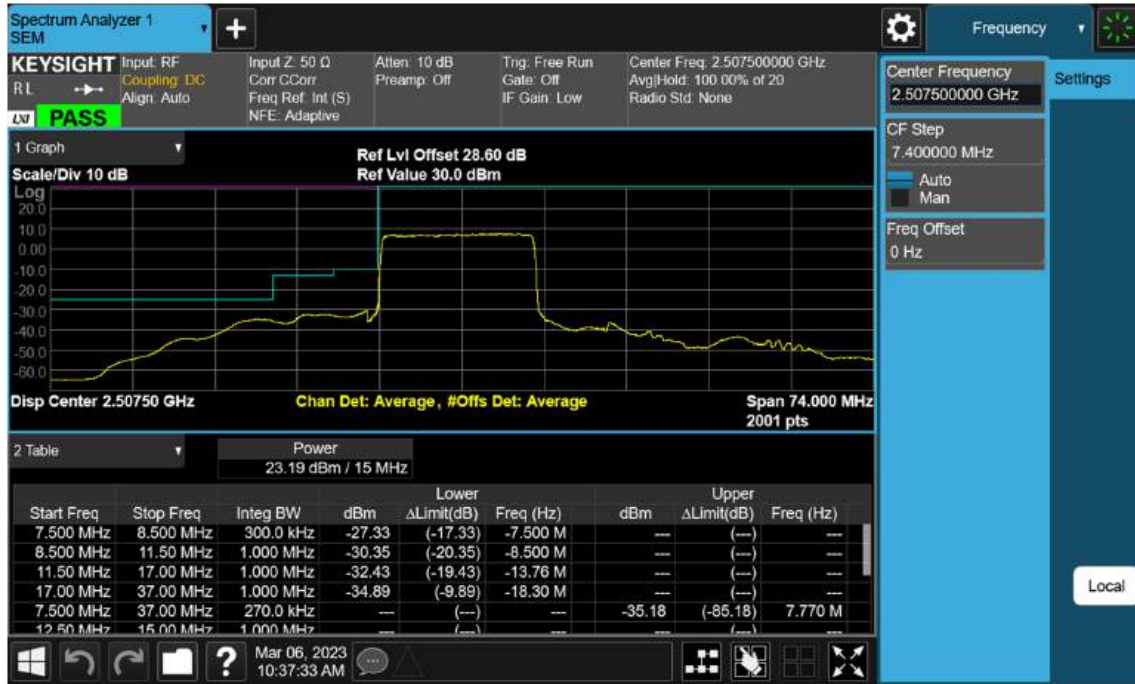 Spectrum Analyzer 1
SEM
Frequency
KEYSIGHT
RL
LXI
PASS
Input: RF
Coupling: DC
Align: Auto
Input Z: 50 Ω
Corr CCorr
Freq Ref: Int (S)
NFE: Adaptive
Atten: 10 dB
Preamp: Off
Trig: Free Run
Gate: Off
IF Gain: Low
Center Freq: 2.507500000 GHz
Avg|Hold: 100.00% of 20
Radio Std: None
Center Frequency
2.507500000 GHz
Settings
CF Step
7.400000 MHz
Auto
Man
Freq Offset
0 Hz
1 Graph
Scale/Div 10 dB
Ref Lvl Offset 28.60 dB
Ref Value 30.0 dBm
Log
20.0
10.0
0.00
-10.0
-20.0
-30.0
-40.0
-50.0
-60.0
Disp Center 2.50750 GHz
Chan Det: Average, #Offs Det: Average
Span 74.000 MHz
2001 pts
2 Table
Power
23.19 dBm / 15 MHz
Lower Upper
Start Freq Stop Freq Integ BW dBm ΔLimit(dB) Freq (Hz) dBm ΔLimit(dB) Freq (Hz)
7.500 MHz 8.500 MHz 300.0 kHz -27.33 (-17.33) -7.500 M --- (---) ---
8.500 MHz 11.50 MHz 1.000 MHz -30.35 (-20.35) -8.500 M --- (---) ---
11.50 MHz 17.00 MHz 1.000 MHz -32.43 (-19.43) -13.76 M --- (---) ---
17.00 MHz 37.00 MHz 1.000 MHz -34.89 (-9.89) -18.30 M --- (---) ---
7.500 MHz 37.00 MHz 270.0 kHz --- (---) --- -35.18 (-85.18) 7.770 M
12.50 MHz 15.00 MHz 1.000 MHz --- (---) --- --- (---) ---
Local
?
Mar 06, 2023
10:37:33 AM